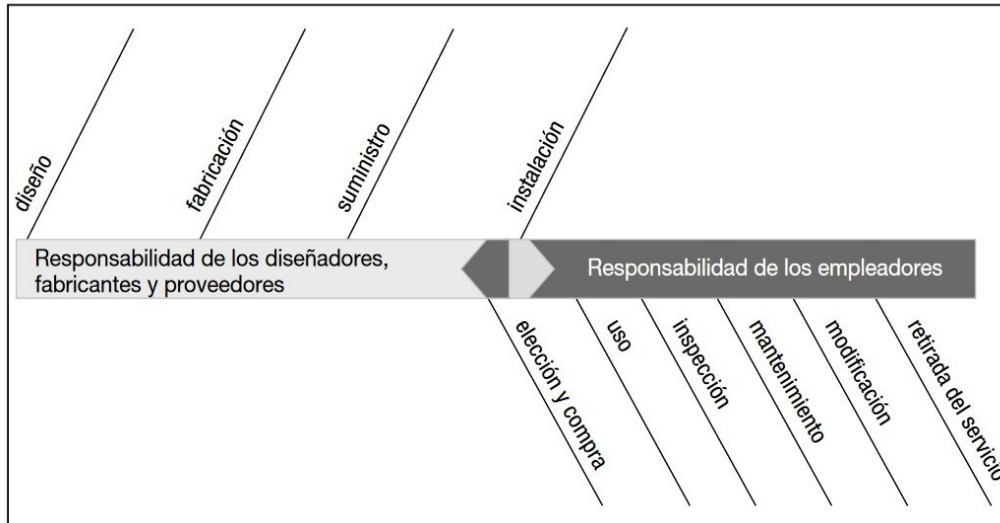 diseño
fabricación
suministro
instalación
Responsabilidad de los diseñadores,
fabricantes y proveedores
Responsabilidad de los empleadores
elección y compra
uso
inspección
mantenimiento
modificación
retirada del servicio